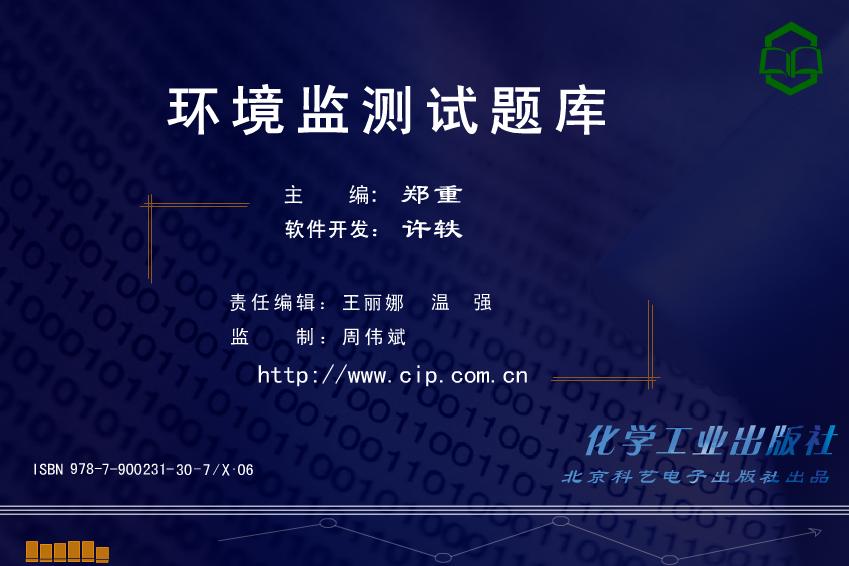 环境监测试题库
主 编: 郑重
软件开发: 许轶
责任编辑: 王丽娜 温 强
监 制: 周伟斌
http://www.cip.com.cn
化学工业出版社
北京科艺电子出版社出品
ISBN 978-7-900231-30-7/X·06